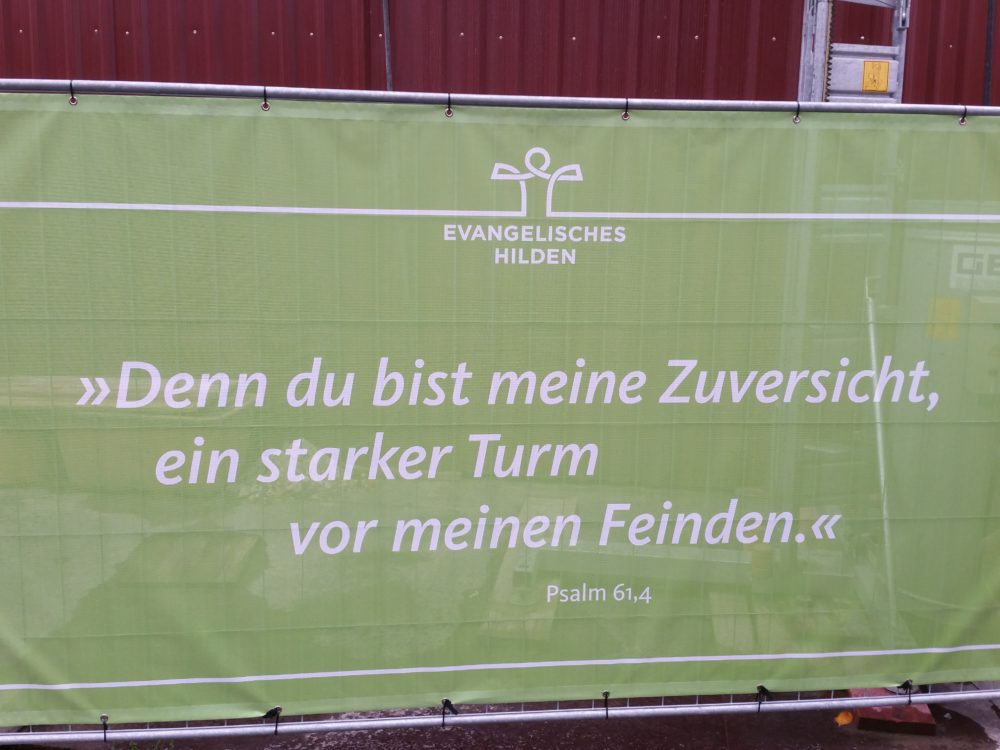 EVANGELISCHES
HILDEN
»Denn du bist meine Zuversicht,
ein starker Turm
vor meinen Feinden.«
Psalm 61,4